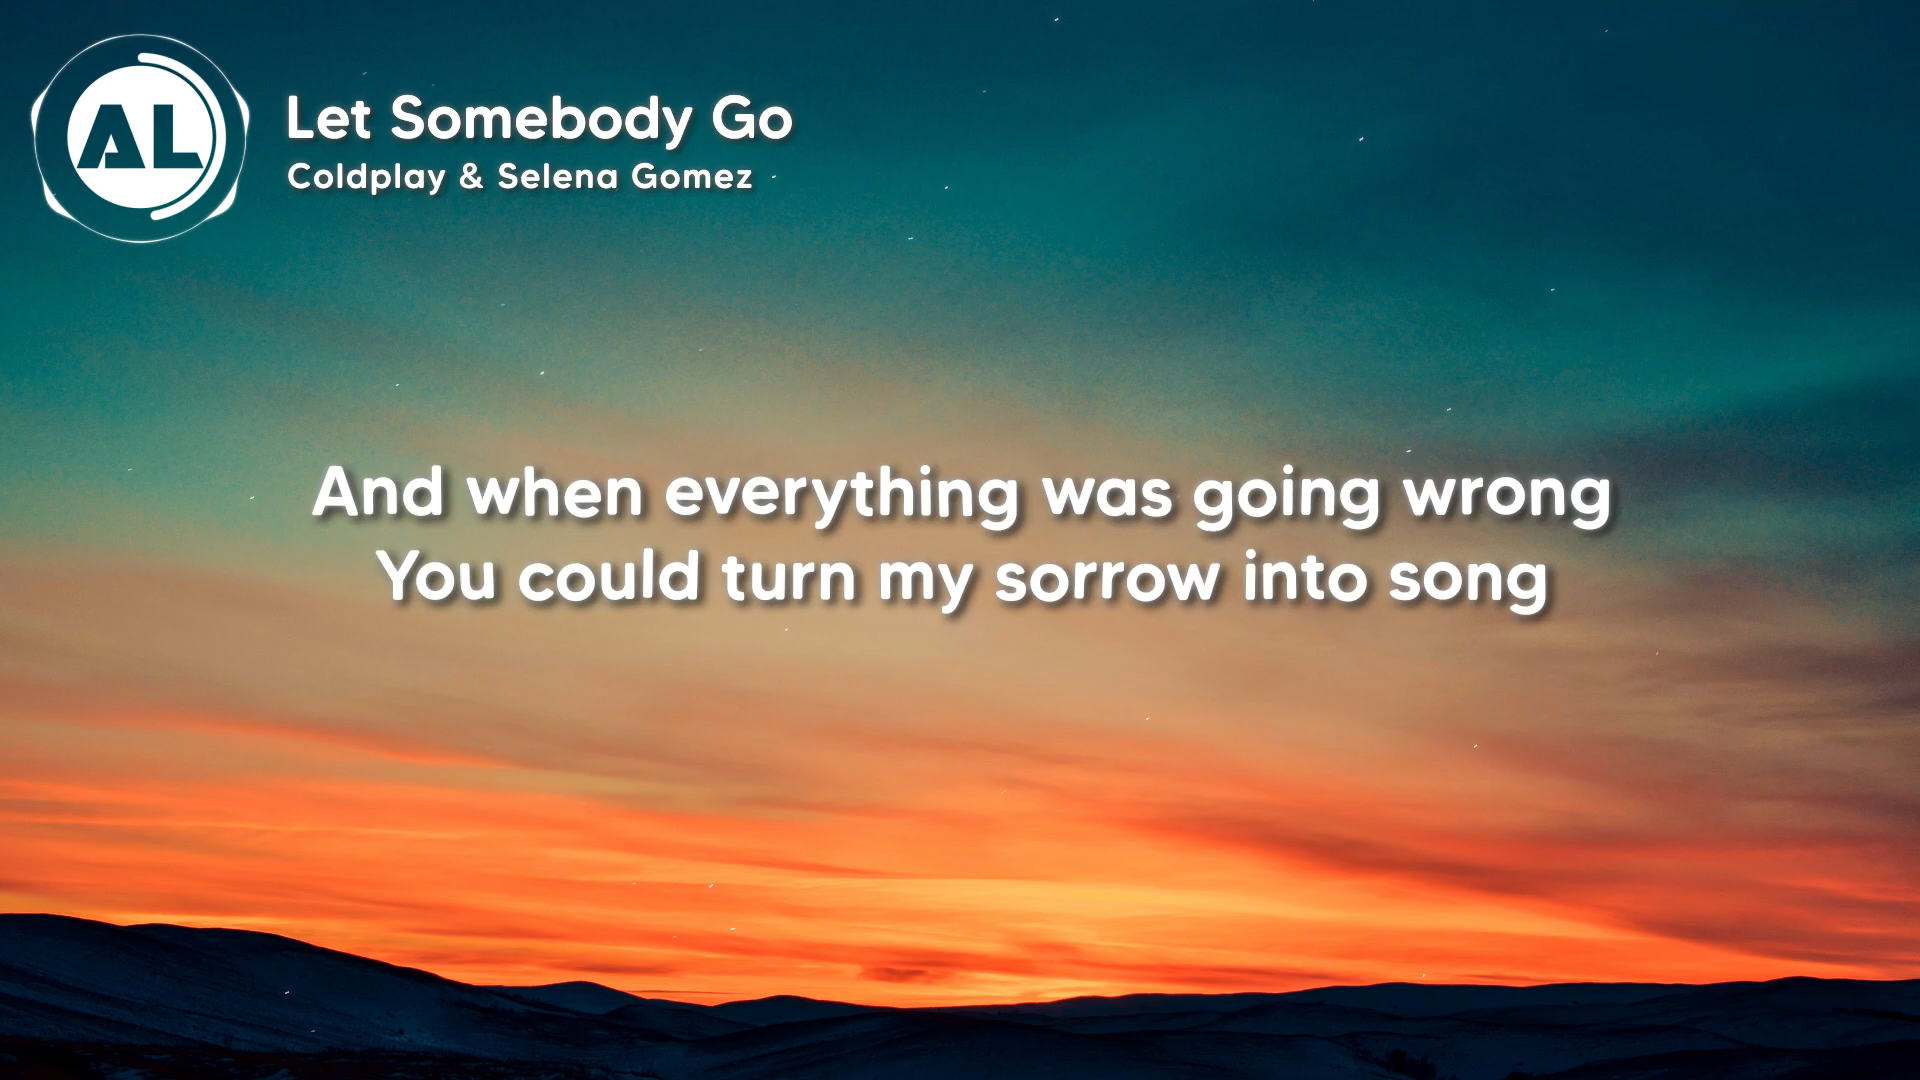 AL
Let Somebody Go
Coldplay & Selena Gomez
And when everything was going wrong
You could turn my sorrow into song